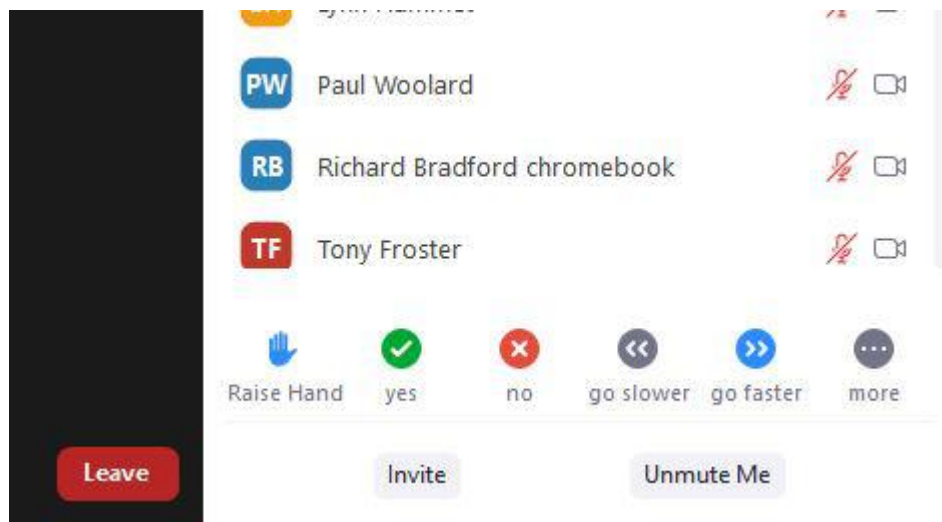 PW Paul Woolard
RB Richard Bradford chromebook
TF Tony Froster
Raise Hand yes no go slower go faster more
Leave Invite Unmute Me